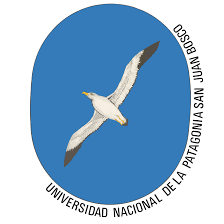 UNIVERSIDAD NACIONAL DE LA PATAGONIA SAN JUAN BOSCO